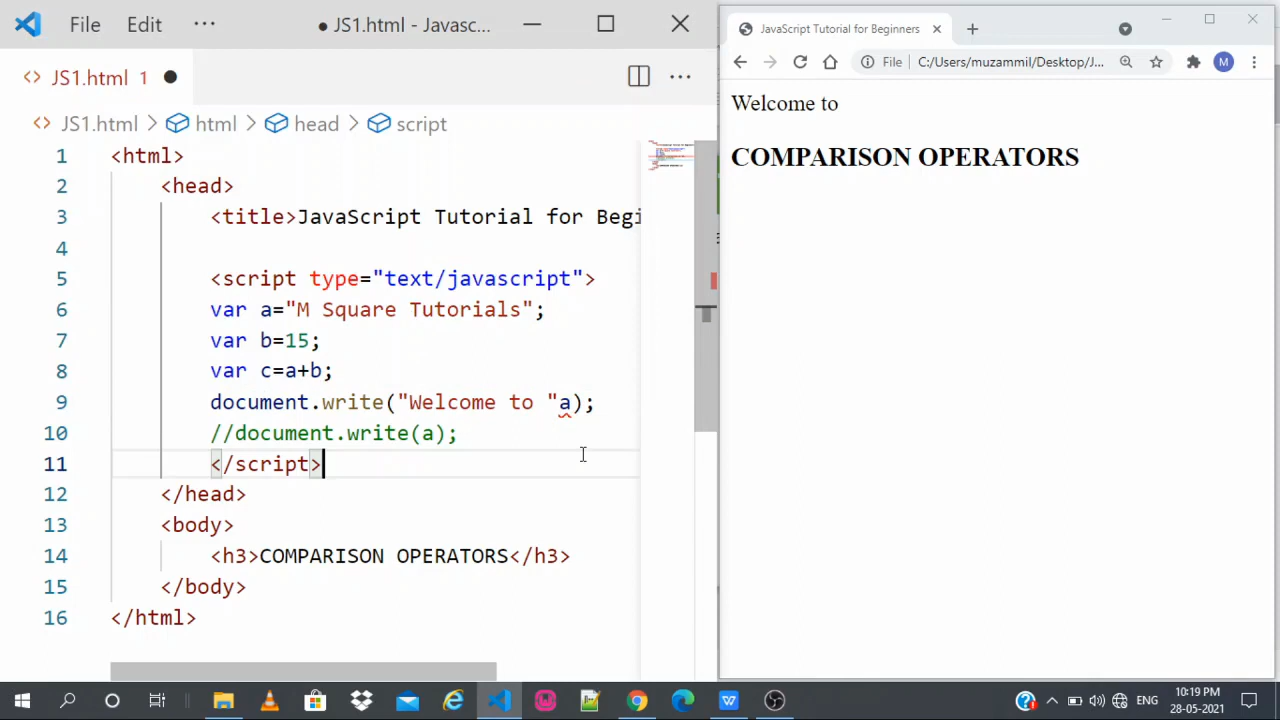 File Edit ··· ● JS1.html - Javasc...
JS1.html 1 ●
JS1.html > html > head > script
1 <html>
2 <head>
3 <title>JavaScript Tutorial for Begi
4
5 <script type="text/javascript">
6 var a="M Square Tutorials";
7 var b=15;
8 var c=a+b;
9 document.write("Welcome to "a);
10 //document.write(a);
11 </script>
12 </head>
13 <body>
14 <h3>COMPARISON OPERATORS</h3>
15 </body>
16 </html>
JavaScript Tutorial for Beginners
File C:/Users/muzammil/Desktop/J... M
Welcome to
COMPARISON OPERATORS
ENG
10:19 PM
28-05-2021